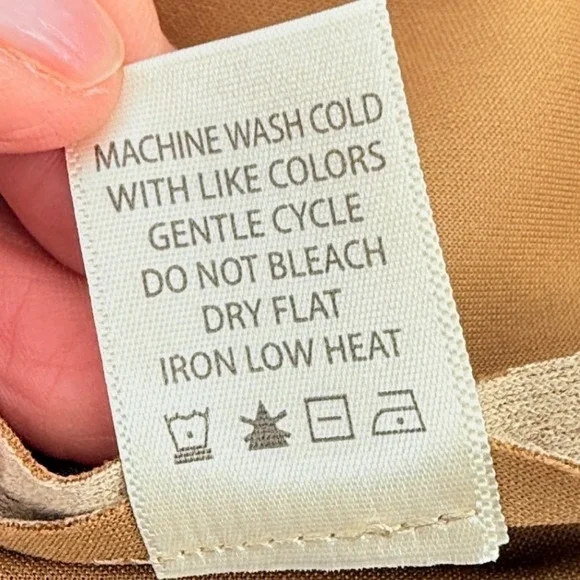 MACHINE WASH COLD
WITH LIKE COLORS
GENTLE CYCLE
DO NOT BLEACH
DRY FLAT
IRON LOW HEAT